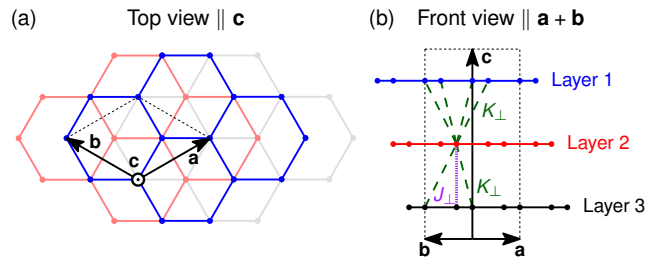 (a) Top view ∥ c
b
c
a
(b) Front view ∥ a + b
c
Layer 1
K⊥
Layer 2
J⊥
K⊥
Layer 3
b
a